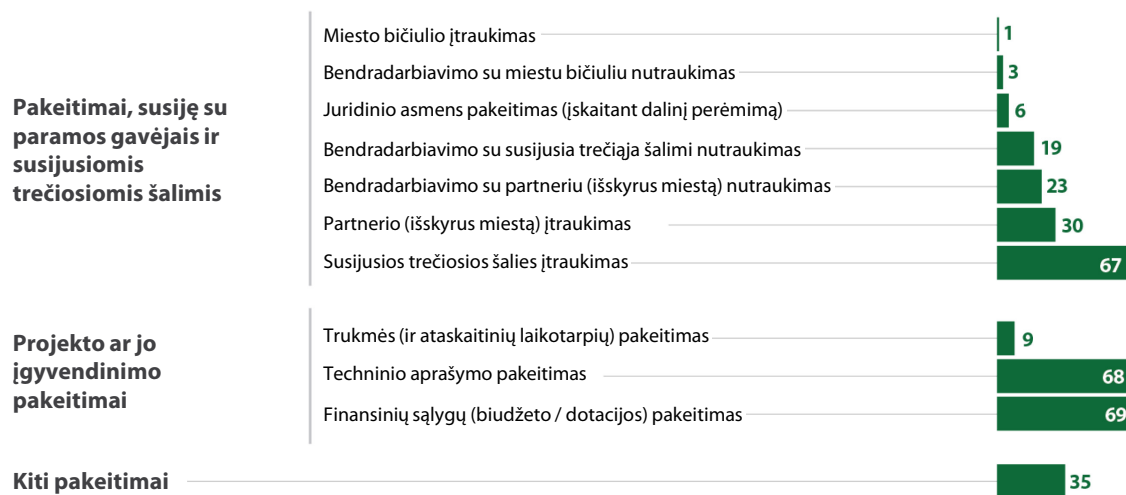 Pakeitimai, susiję su
paramos gavėjais ir
susijusiomis
trečiosiomis šalimis
Miesto bičiulio įtraukimas 1
Bendradarbiavimo su miestu bičiuliu nutraukimas 3
Juridinio asmens pakeitimas (įskaitant dalinį perėmimą) 6
Bendradarbiavimo su susijusia trečiąja šalimi nutraukimas 19
Bendradarbiavimo su partneriu (išskyrus miestą) nutraukimas 23
Partnerio (išskyrus miestą) įtraukimas 30
Susijusios trečiosios šalies įtraukimas 67
Projekto ar jo
įgyvendinimo
pakeitimai
Trukmės (ir ataskaitinių laikotarpių) pakeitimas 9
Techninio aprašymo pakeitimas 68
Finansinių sąlygų (biudžeto / dotacijos) pakeitimas 69
Kiti pakeitimai 35